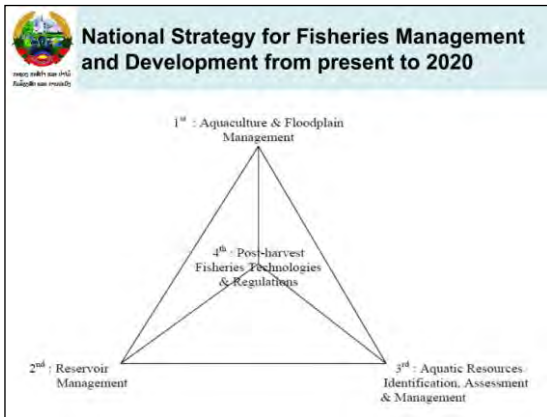 National Strategy for Fisheries Management
and Development from present to 2020
1st : Aquaculture & Floodplain
Management
4th : Post-harvest
Fisheries Technologies
& Regulations
2nd : Reservoir
Management
3rd : Aquatic Resources
Identification, Assessment
& Management